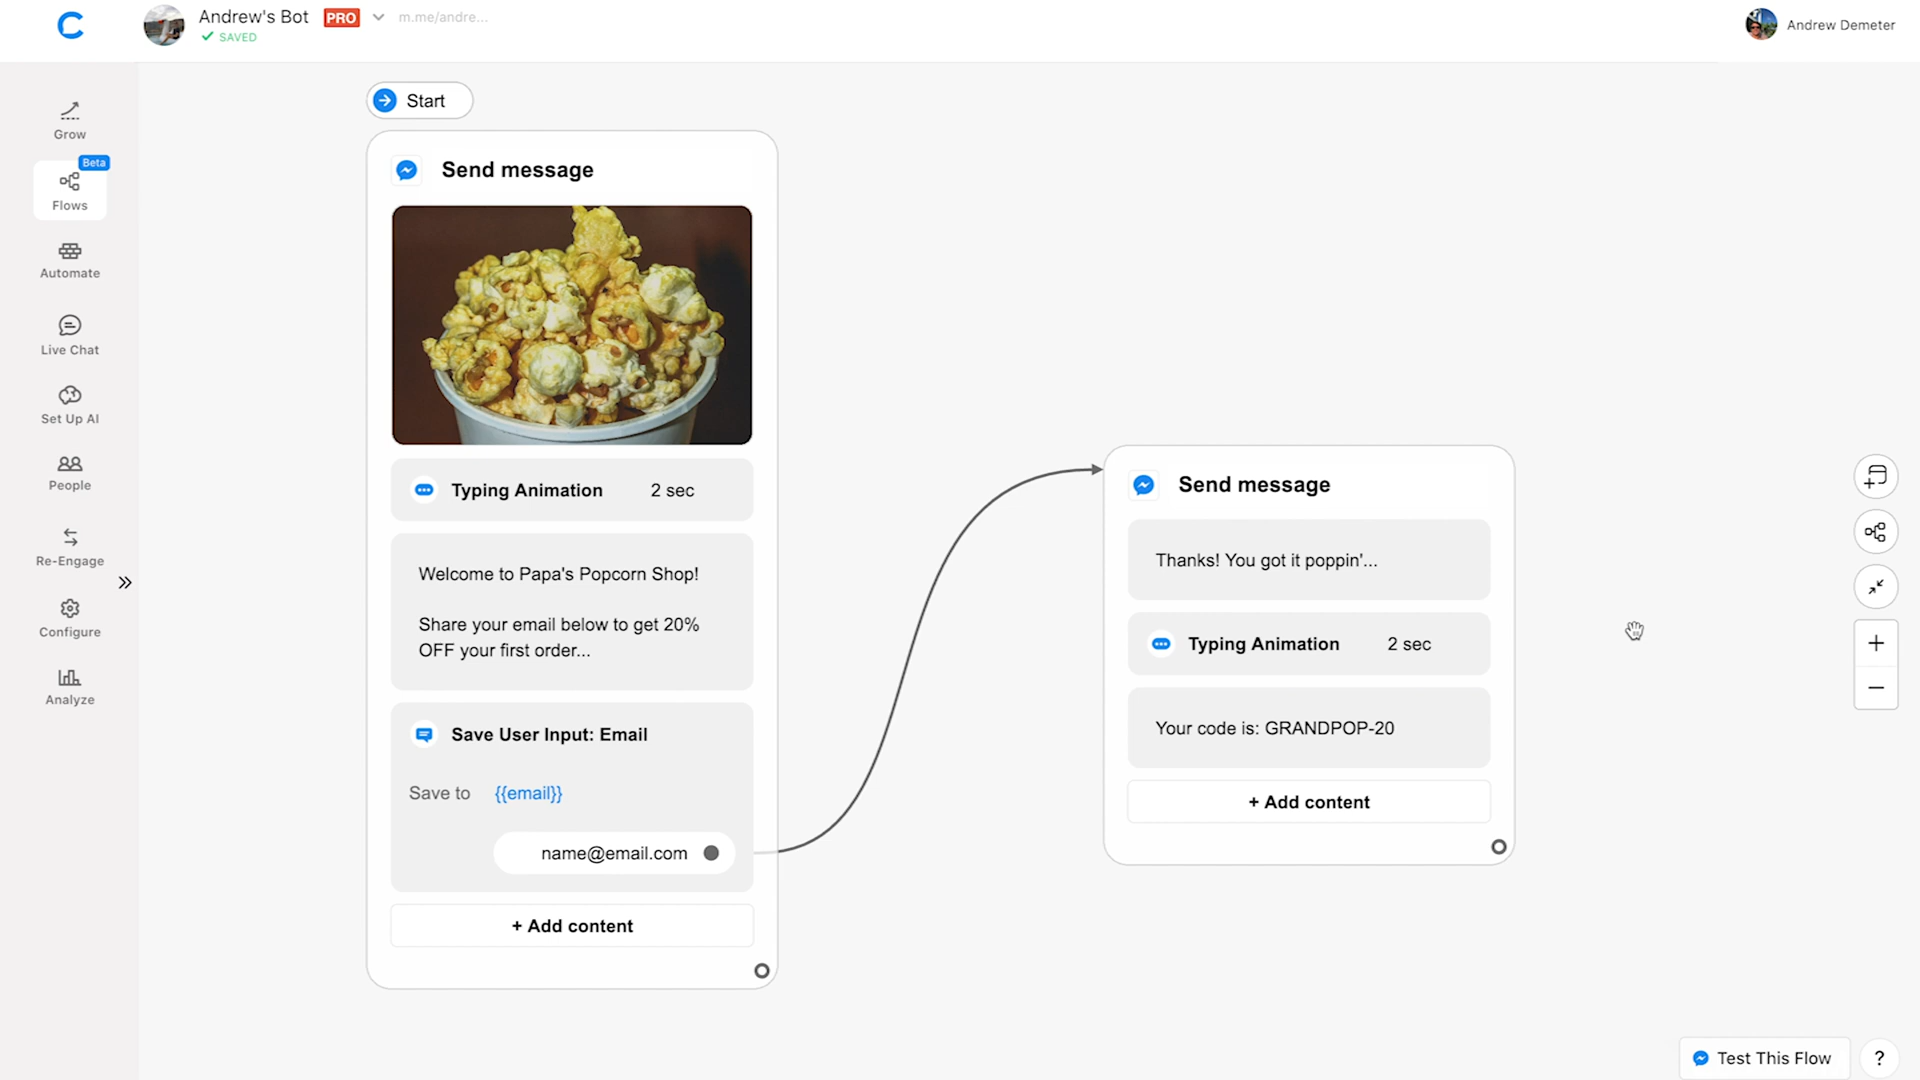 Andrew's Bot PRO m.me/andre...
SAVED
Andrew Demeter
Grow
Beta
Flows
Automate
Live Chat
Set Up AI
People
Re-Engage
Configure
Analyze
Start
Send message
Typing Animation 2 sec
Welcome to Papa's Popcorn Shop!
Share your email below to get 20%
OFF your first order...
Save User Input: Email
Save to {{email}}
name@email.com
+ Add content
Send message
Thanks! You got it poppin'...
Typing Animation 2 sec
Your code is: GRANDPOP-20
+ Add content
Test This Flow ?